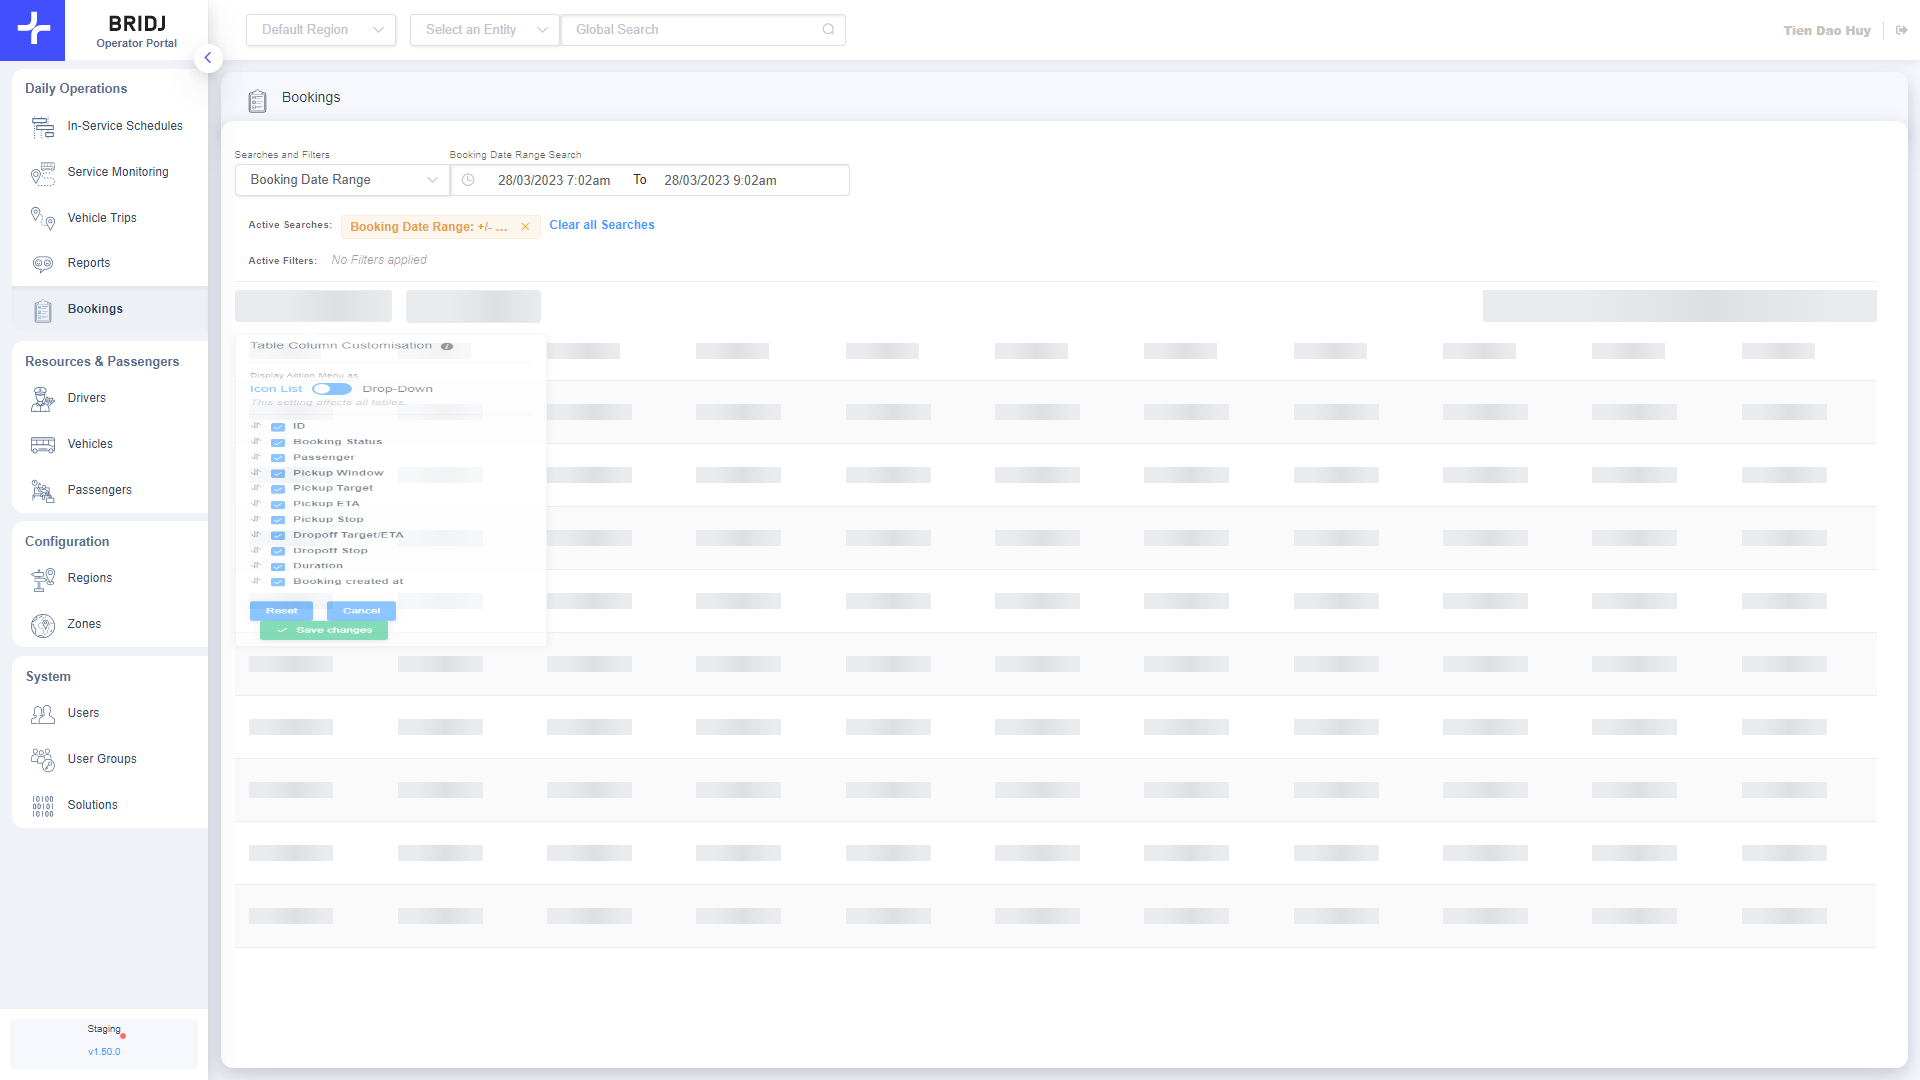 BRIDJ
Operator Portal
Default Region
Select an Entity
Global Search
Tien Dao Huy
Daily Operations
In-Service Schedules
Service Monitoring
Vehicle Trips
Reports
Bookings
Resources & Passengers
Drivers
Vehicles
Passengers
Configuration
Regions
Zones
System
Users
User Groups
10100
00101
10100
Solutions
Staging
v1.50.0
Bookings
Searches and Filters
Booking Date Range Search
Booking Date Range
28/03/2023 7:02am To 28/03/2023 9:02am
Active Searches: Booking Date Range: +/- ... Clear all Searches
Active Filters: No Filters applied
Table Column Customisation
Display Action Menu as
Icon List Drop-Down
This setting affects all tables.
ID
Booking Status
Passenger
Pickup Window
Pickup Target
Pickup ETA
Pickup Stop
Dropoff Target/ETA
Dropoff Stop
Duration
Booking created at
Reset Cancel
Save changes